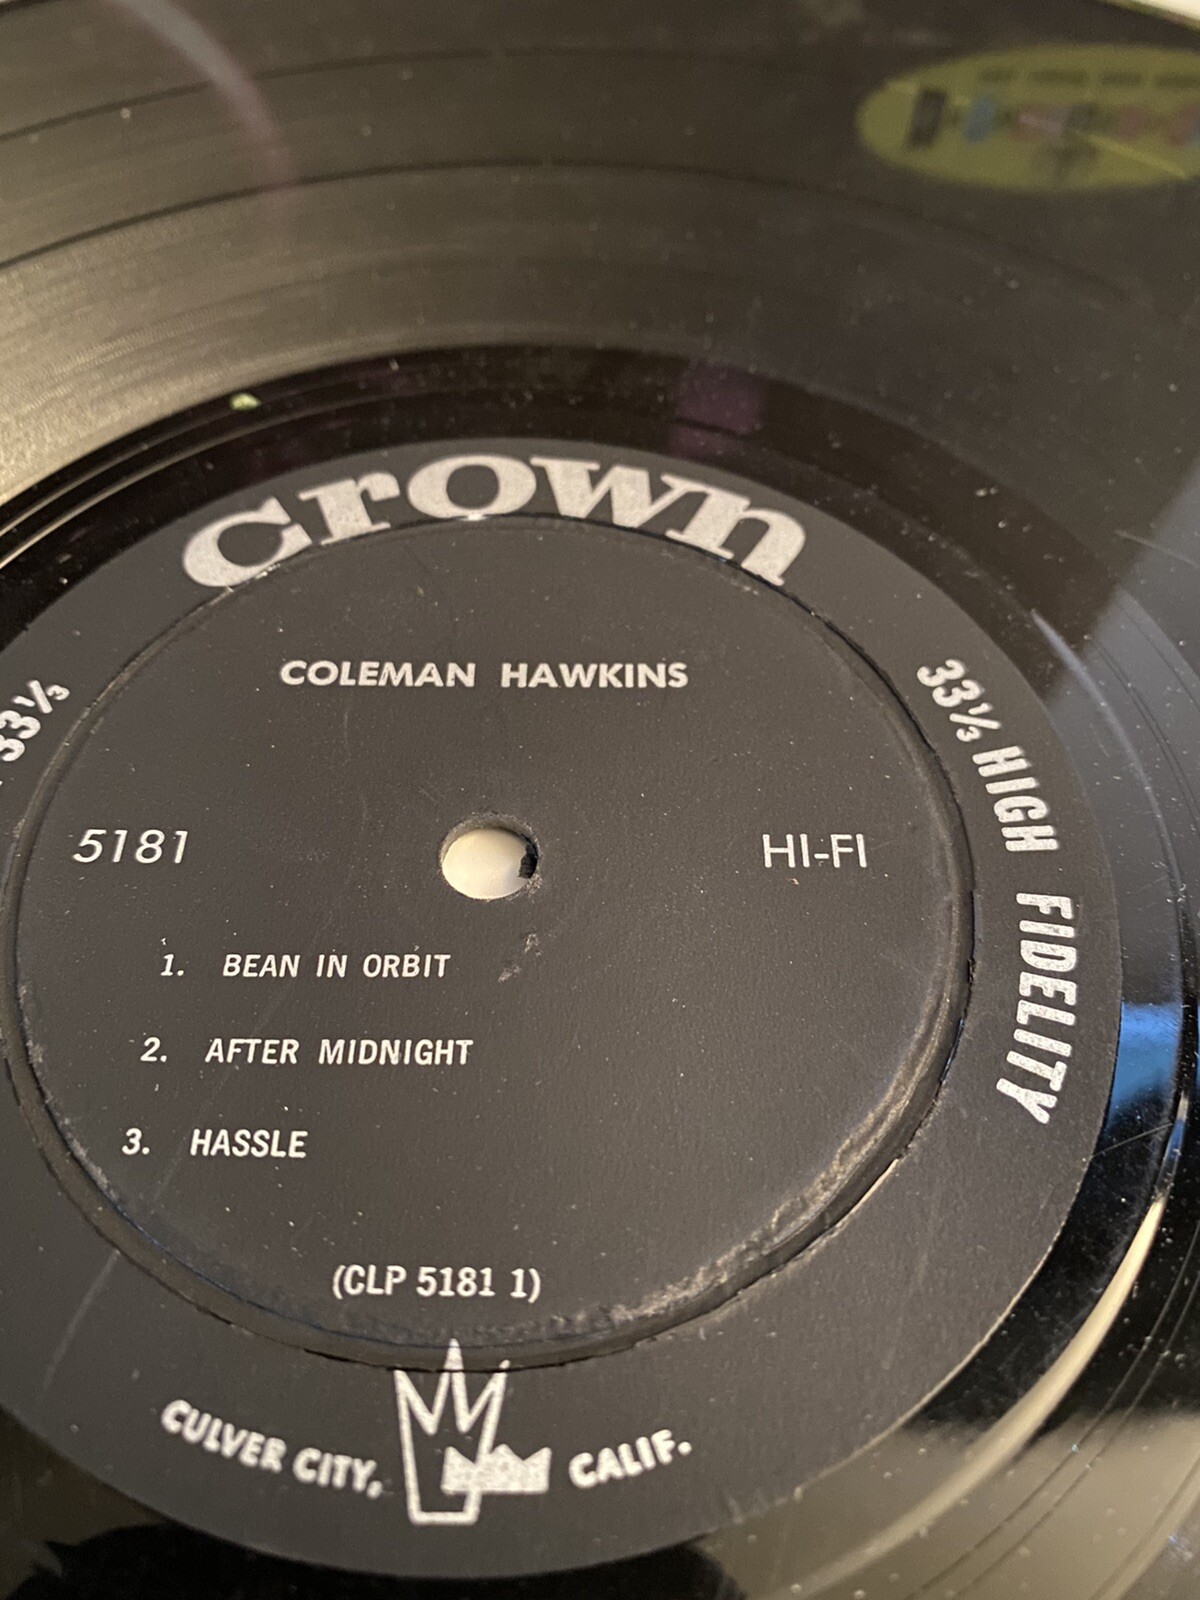 crown
COLEMAN HAWKINS
33⅓
33⅓ HIGH FIDELITY
5181
HI-FI
1. BEAN IN ORBIT
2. AFTER MIDNIGHT
3. HASSLE
(CLP 5181 1)
CULVER CITY, CALIF.